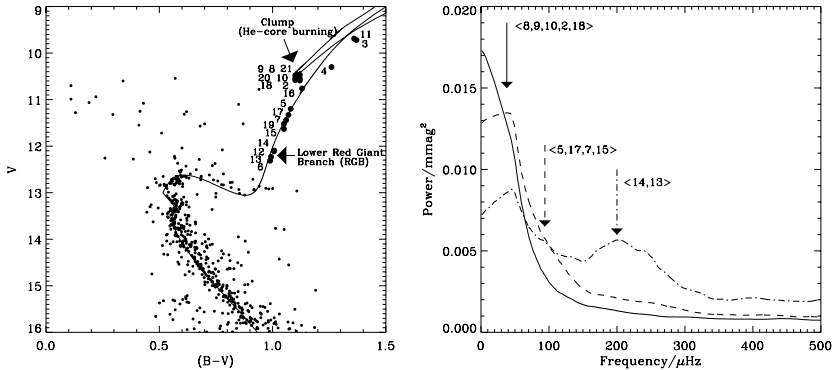 Clump
(He-core burning)
11
3
9 8 21
4
20 10
18 2
16
5
17
7
19
15
14
12
13
6
Lower Red Giant
Branch (RGB)
9
10
11
12
13
14
15
16
V
0.0 0.5 1.0 1.5
(B-V)
<8,9,10,2,18>
<5,17,7,15>
<14,13>
0.020
0.015
0.010
0.005
0.000
Power/mmag²
0 100 200 300 400 500
Frequency/μHz